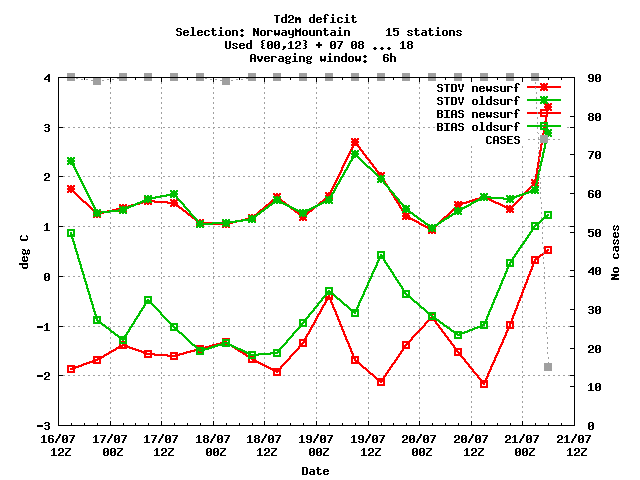 Td2m deficit
Selection: NorwayMountain     15 stations
Used {00,12} + 07 08 ... 18
Averaging window:  6h
STDV newsurf
STDV oldsurf
BIAS newsurf
BIAS oldsurf
CASES
deg C
4
3
2
1
0
-1
-2
-3
90
80
70
60
50
40
30
20
10
0
No cases
16/07 17/07 17/07 18/07 18/07 19/07 19/07 20/07 20/07 21/07 21/07
12Z 00Z 12Z 00Z 12Z 00Z 12Z 00Z 12Z 00Z 12Z
Date